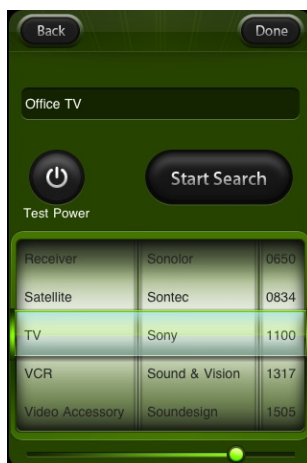 Back Done
Office TV
Start Search
Test Power
Receiver Sonolor 0650
Satellite Sontec 0834
TV Sony 1100
VCR Sound & Vision 1317
Video Accessory Soundesign 1505